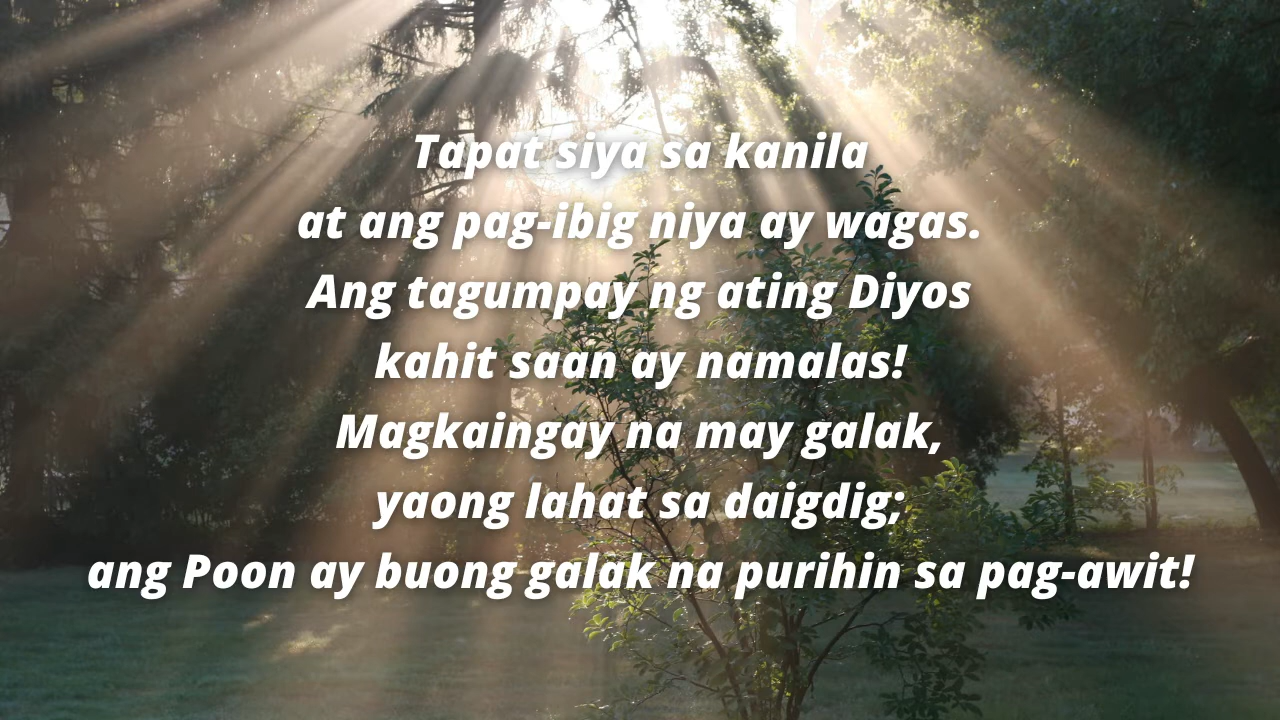 Tapat siya sa kanila
at ang pag-ibig niya ay wagas.
Ang tagumpay ng ating Diyos
kahit saan ay namalas!
Magkaingay na may galak,
yaong lahat sa daigdig;
ang Poon ay buong galak na purihin sa pag-awit!